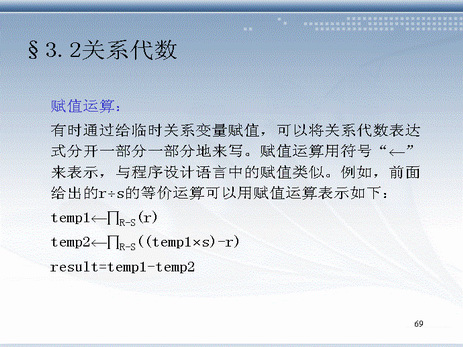 §3.2关系代数
赋值运算：
有时通过给临时关系变量赋值，可以将关系代数表达
式分开一部分一部分地来写。赋值运算用符号“←”
来表示，与程序设计语言中的赋值类似。例如，前面
给出的r÷s的等价运算可以用赋值运算表示如下：
temp1←∏R-S(r)
temp2←∏R-S((temp1×s)-r)
result=temp1-temp2
69